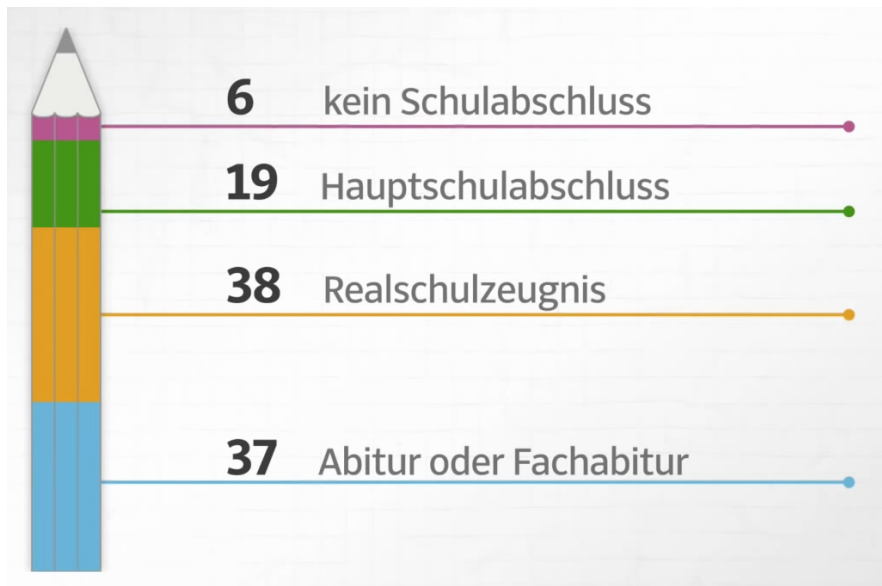 6 kein Schulabschluss
19 Hauptschulabschluss
38 Realschulzeugnis
37 Abitur oder Fachabitur